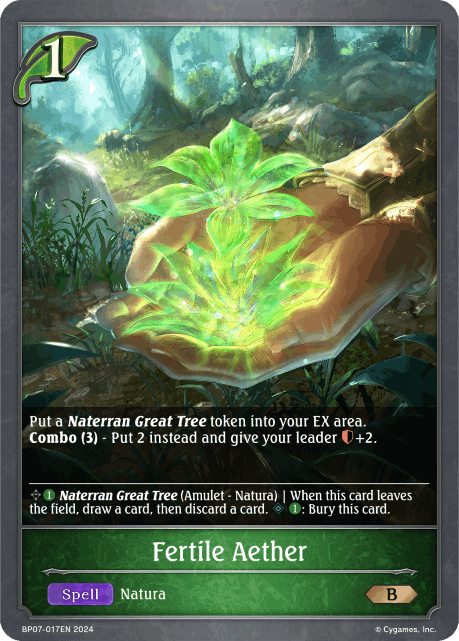 1
Put a Naterran Great Tree token into your EX area.
Combo (3) - Put 2 instead and give your leader +2.
1 Naterran Great Tree (Amulet - Natura) | When this card leaves
the field, draw a card, then discard a card. 1: Bury this card.
Fertile Aether
Spell Natura B
BP07-017EN 2024 © Cygames, Inc.